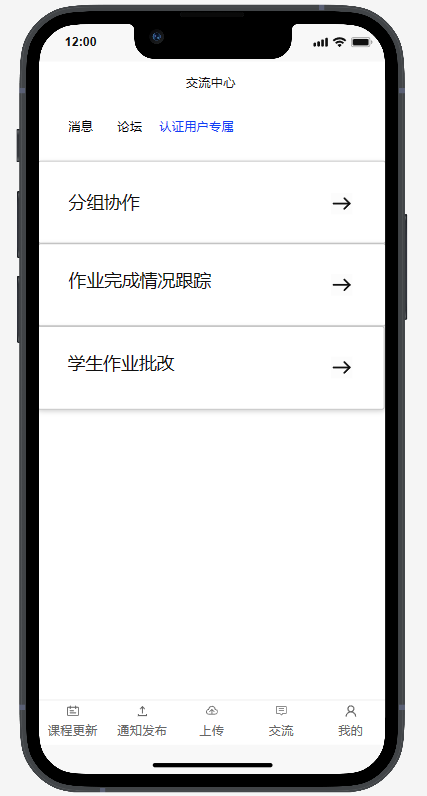 12:00
交流中心
消息 论坛 认证用户专属
分组协作
作业完成情况跟踪
学生作业批改
课程更新 通知发布 上传 交流 我的